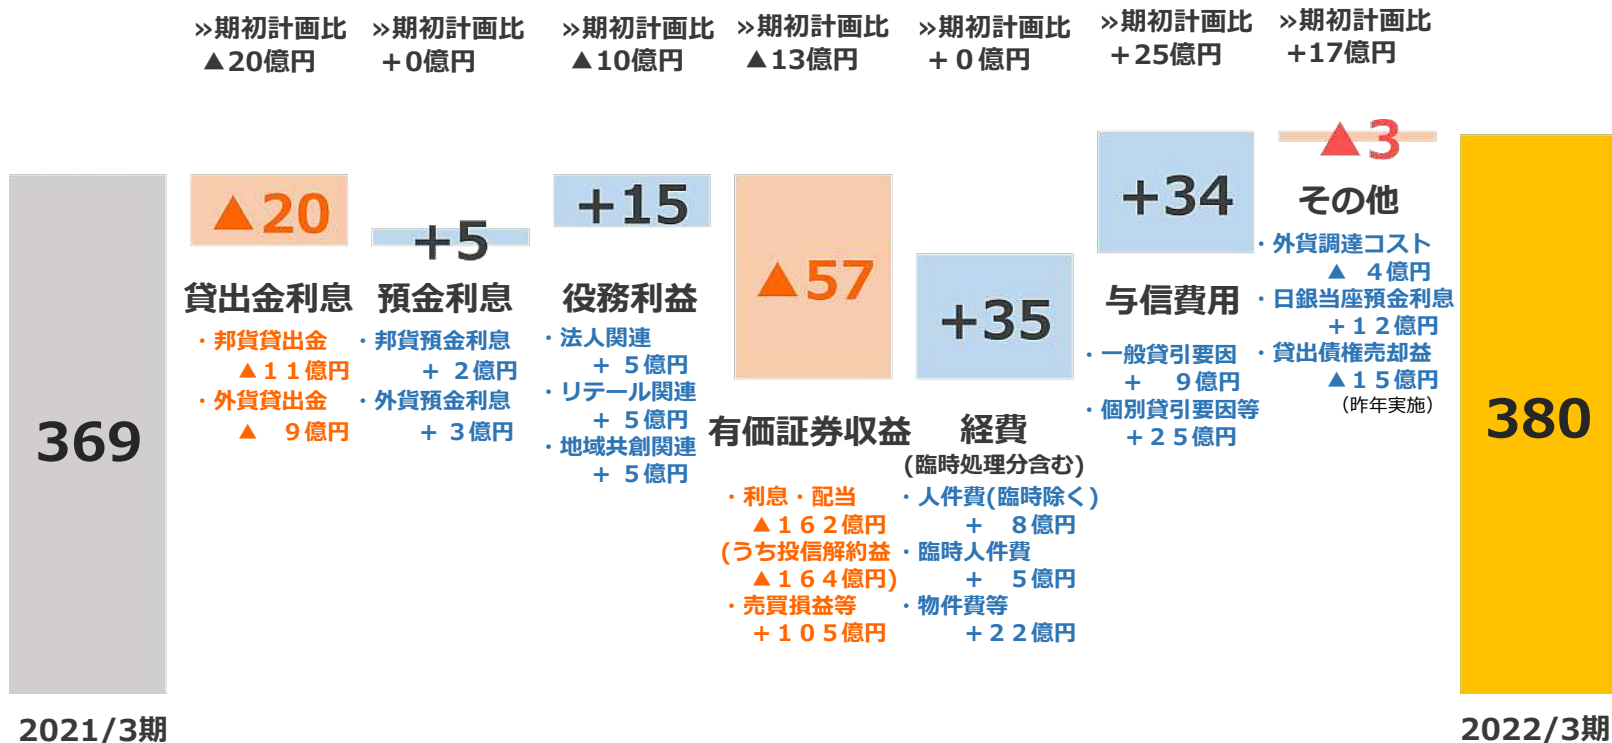 »期初計画比
▲20億円
»期初計画比
+0億円
»期初計画比
▲10億円
»期初計画比
▲13億円
»期初計画比
+０億円
»期初計画比
+25億円
»期初計画比
+17億円
369
2021/3期
▲20
貸出金利息
・邦貨貸出金
▲１１億円
・外貨貸出金
▲　９億円
+5
預金利息
・邦貨預金利息
+ ２億円
・外貨預金利息
+ ３億円
+15
役務利益
・法人関連
+ ５億円
・リテール関連
+ ５億円
・地域共創関連
+ ５億円
▲57
有価証券収益
・利息・配当
▲１６２億円
(うち投信解約益
▲１６４億円)
・売買損益等
+１０５億円
+35
経費
(臨時処理分含む)
・人件費(臨時除く)
+　８億円
・臨時人件費
+　５億円
・物件費等
+２２億円
+34
与信費用
・一般貸引要因
+　９億円
・個別貸引要因等
+２５億円
▲3
その他
・外貨調達コスト
▲　４億円
・日銀当座預金利息
+１２億円
・貸出債権売却益
▲１５億円
（昨年実施）
380
2022/3期